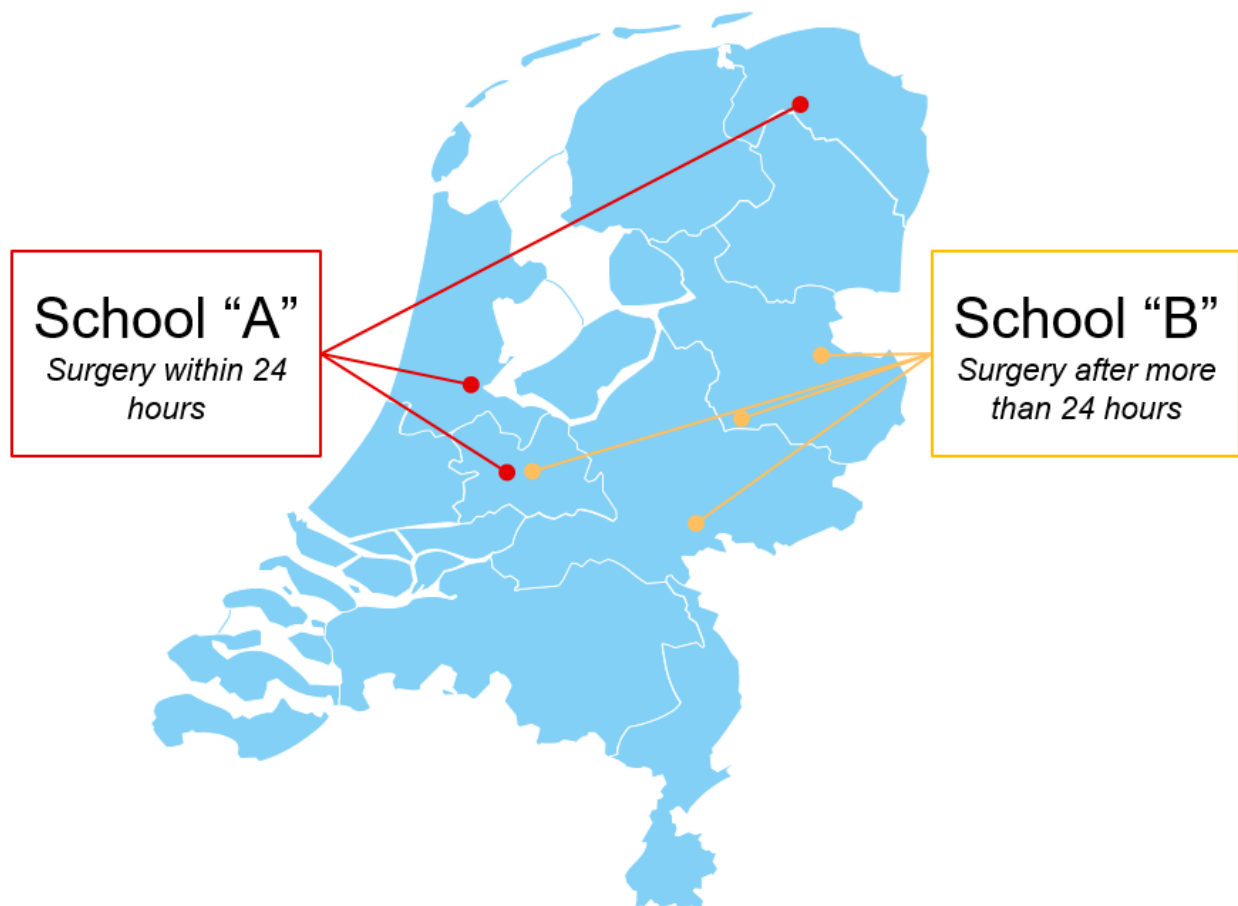 School “A”
Surgery within 24
hours
School “B”
Surgery after more
than 24 hours